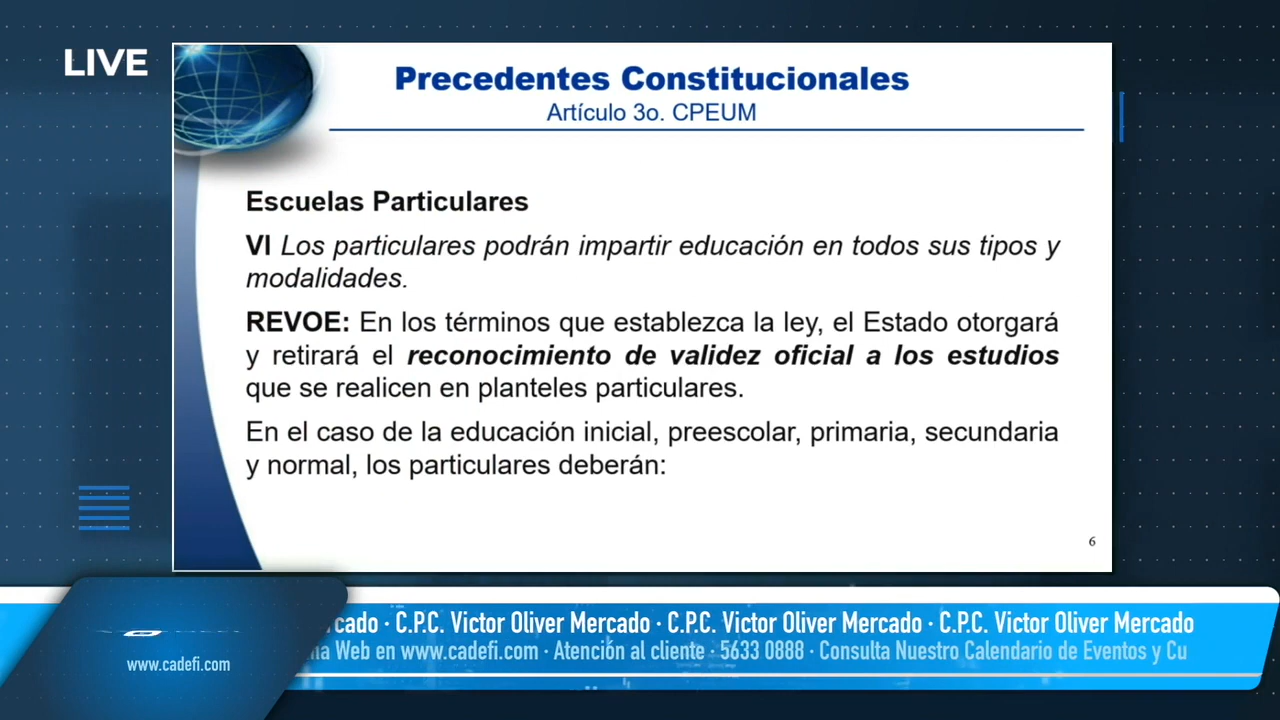 LIVE
Precedentes Constitucionales
Artículo 3o. CPEUM
Escuelas Particulares
VI Los particulares podrán impartir educación en todos sus tipos y
modalidades.
REVOE: En los términos que establezca la ley, el Estado otorgará
y retirará el reconocimiento de validez oficial a los estudios
que se realicen en planteles particulares.
En el caso de la educación inicial, preescolar, primaria, secundaria
y normal, los particulares deberán:
6
rcado · C.P.C. Victor Oliver Mercado · C.P.C. Victor Oliver Mercado · C.P.C. Victor Oliver Mercado
na Web en www.cadefi.com · Atención al cliente · 5633 0888 · Consulta Nuestro Calendario de Eventos y Cu
www.cadefi.com